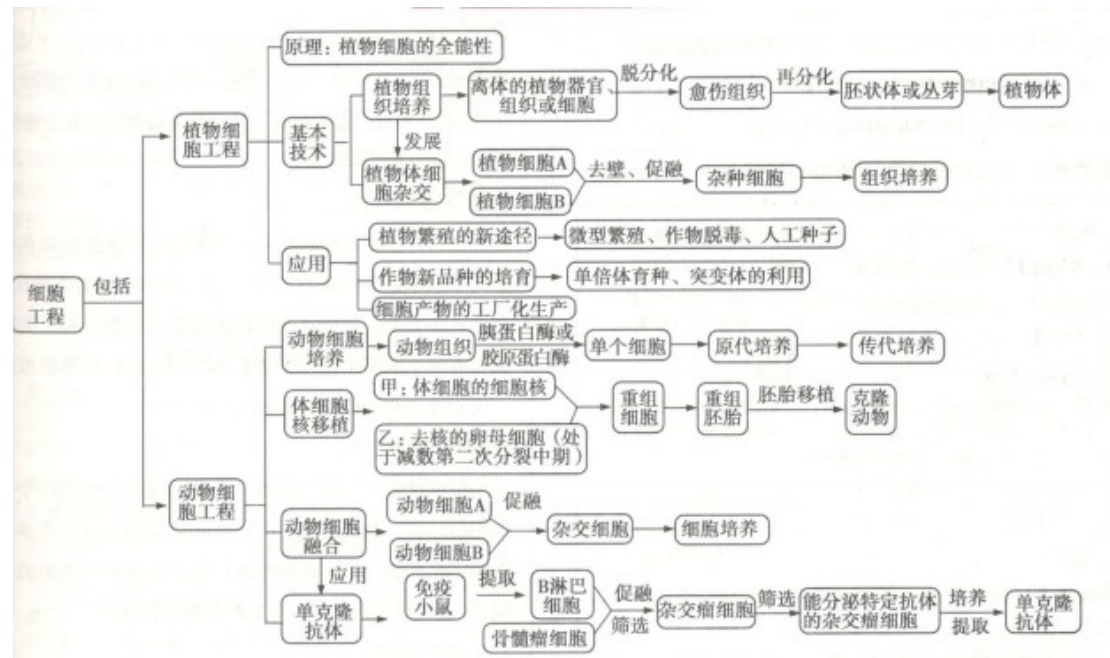 原理：植物细胞的全能性
植物组
织培养
离体的植物器官、
组织或细胞
脱分化
愈伤组织
再分化
胚状体或丛芽
植物体
植物细
胞工程
基本
技术
发展
植物体细
胞杂交
植物细胞A
植物细胞B
去壁、促融
杂种细胞
组织培养
应用
植物繁殖的新途径
微型繁殖、作物脱毒、人工种子
作物新品种的培育
单倍体育种、突变体的利用
细胞产物的工厂化生产
细胞
工程
包括
动物细胞
培养
动物组织
胰蛋白酶或
胶原蛋白酶
单个细胞
原代培养
传代培养
体细胞
核移植
甲：体细胞的细胞核
乙：去核的卵母细胞（处
于减数第二次分裂中期）
重组
细胞
重组
胚胎
胚胎移植
克隆
动物
动物细
胞工程
动物细胞
融合
动物细胞A
动物细胞B
促融
杂交细胞
细胞培养
应用
单克隆
抗体
免疫
小鼠
提取
B淋巴
细胞
骨髓瘤细胞
促融
筛选
杂交瘤细胞
筛选
能分泌特定抗体
的杂交瘤细胞
培养
提取
单克隆
抗体